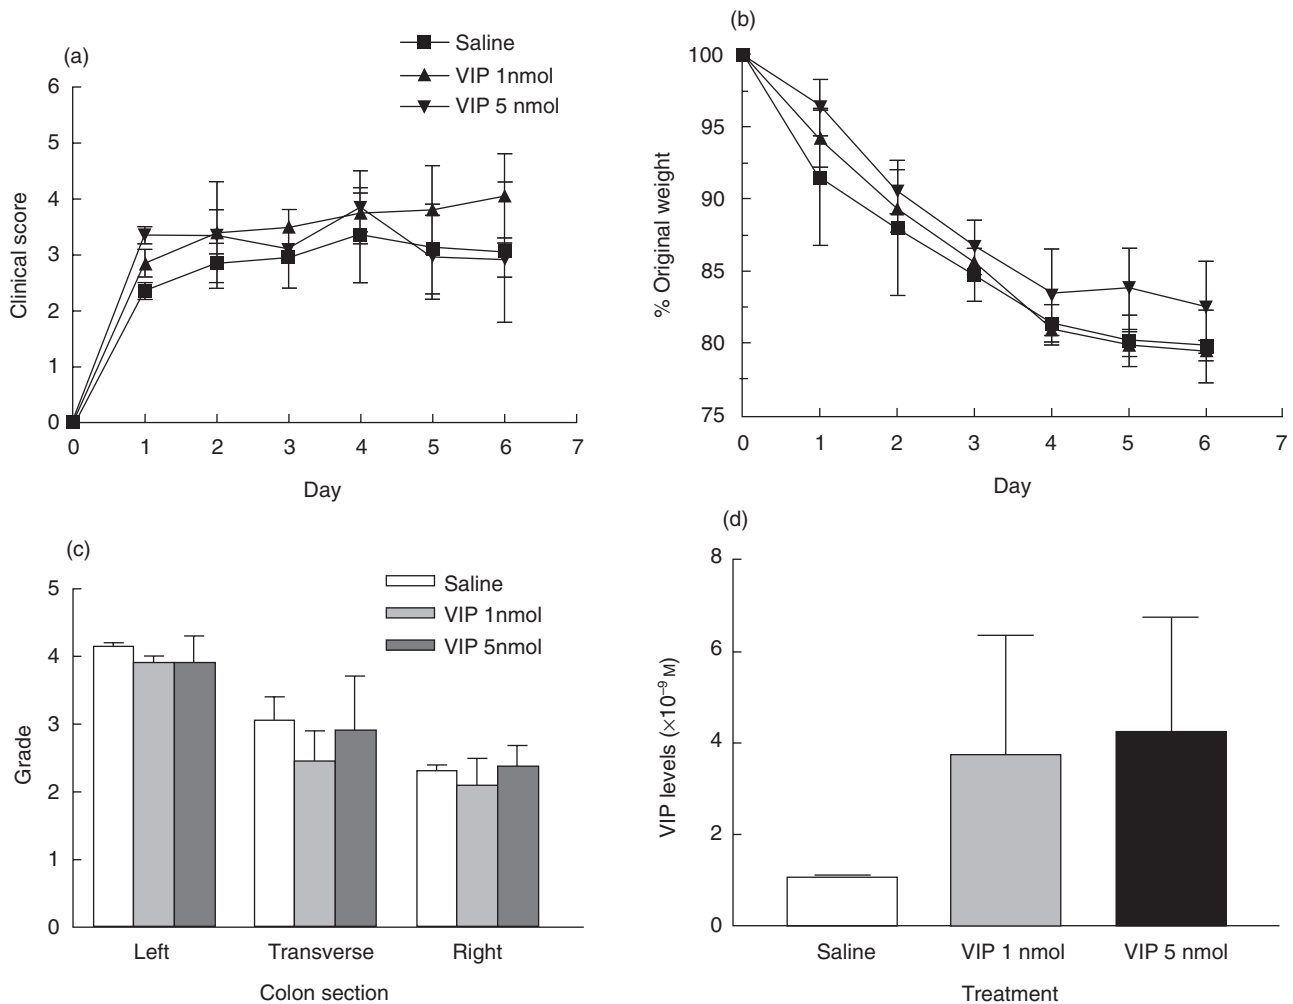 (a)
Saline
VIP 1nmol
VIP 5 nmol
6
5
4
3
2
1
0
Clinical score
0 1 2 3 4 5 6 7
Day
(b)
100
95
90
85
80
75
% Original weight
0 1 2 3 4 5 6 7
Day
(c)
Saline
VIP 1nmol
VIP 5nmol
5
4
3
2
1
0
Grade
Left Transverse Right
Colon section
(d)
8
6
4
2
0
VIP levels (×10⁻⁹ M)
Saline VIP 1 nmol VIP 5 nmol
Treatment